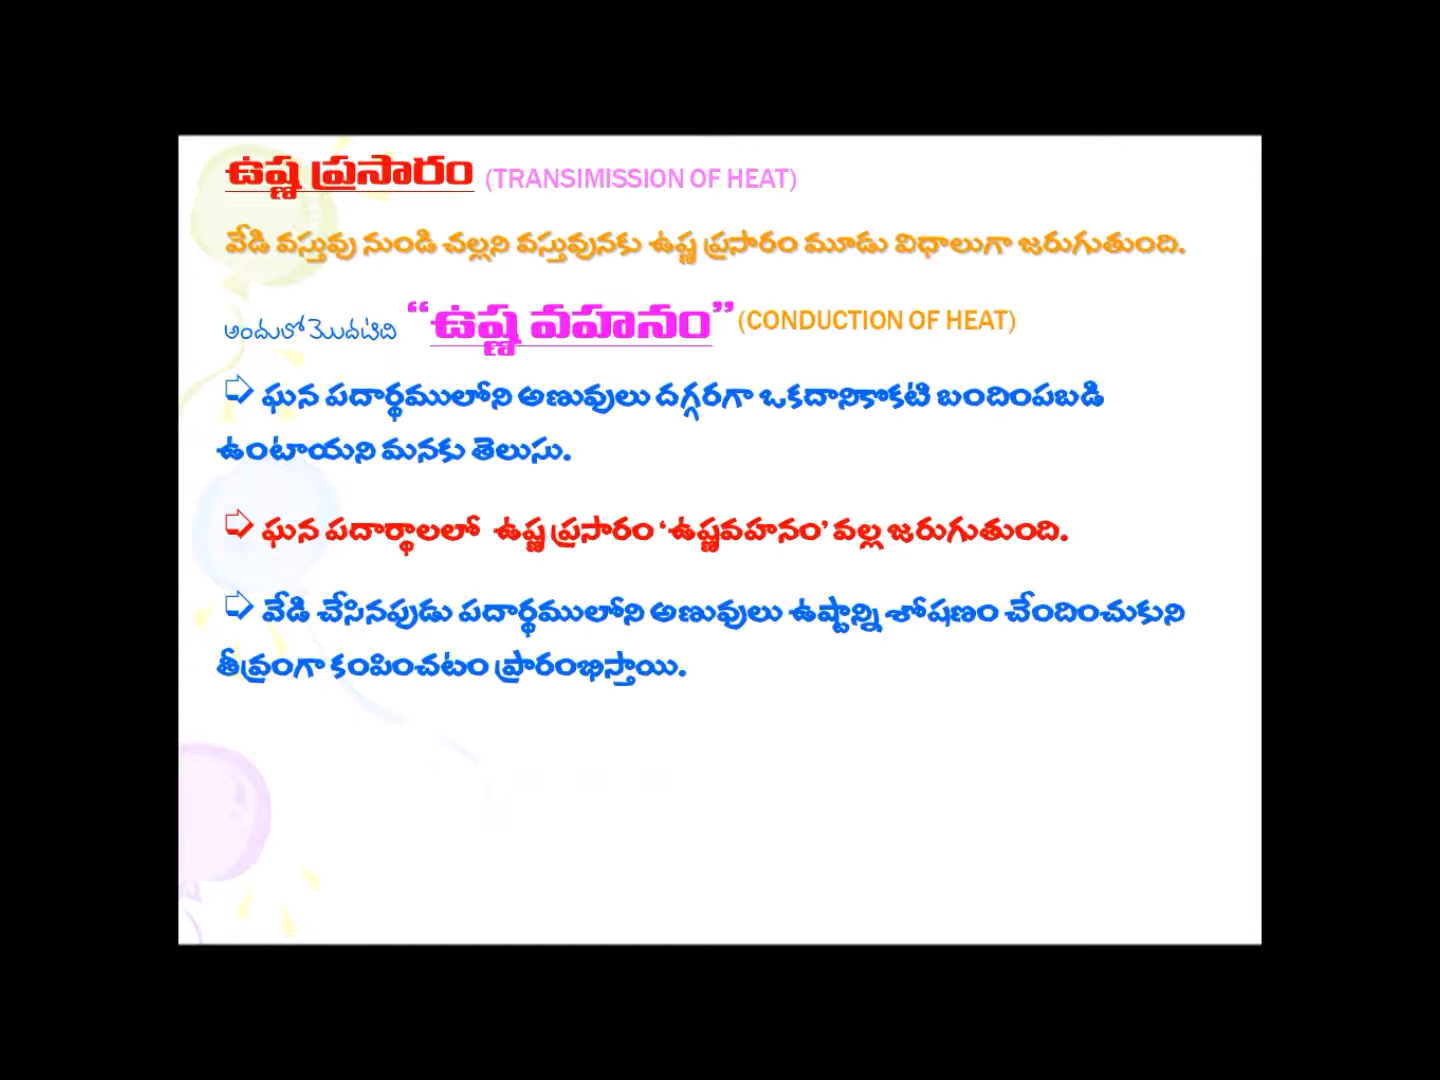 ఉష్ణ ప్రసారం (TRANSIMISSION OF HEAT)
వేడి వస్తువు నుండి చల్లని వస్తువునకు ఉష్ణ ప్రసారం మూడు విధాలుగా జరుగుతుంది.
అందులో మొదటిది “ఉష్ణ వహనం” (CONDUCTION OF HEAT)
➪ ఘన పదార్థములోని అణువులు దగ్గరగా ఒకదానికొకటి బందింపబడి
ఉంటాయని మనకు తెలుసు.
➪ ఘన పదార్థాలలో ఉష్ణ ప్రసారం ‘ఉష్ణవహనం’ వల్ల జరుగుతుంది.
➪ వేడి చేసినపుడు పదార్థములోని అణువులు ఉష్టాన్ని శోషణం చేందించుకుని
తీవ్రంగా కంపించటం ప్రారంభిస్తాయి.